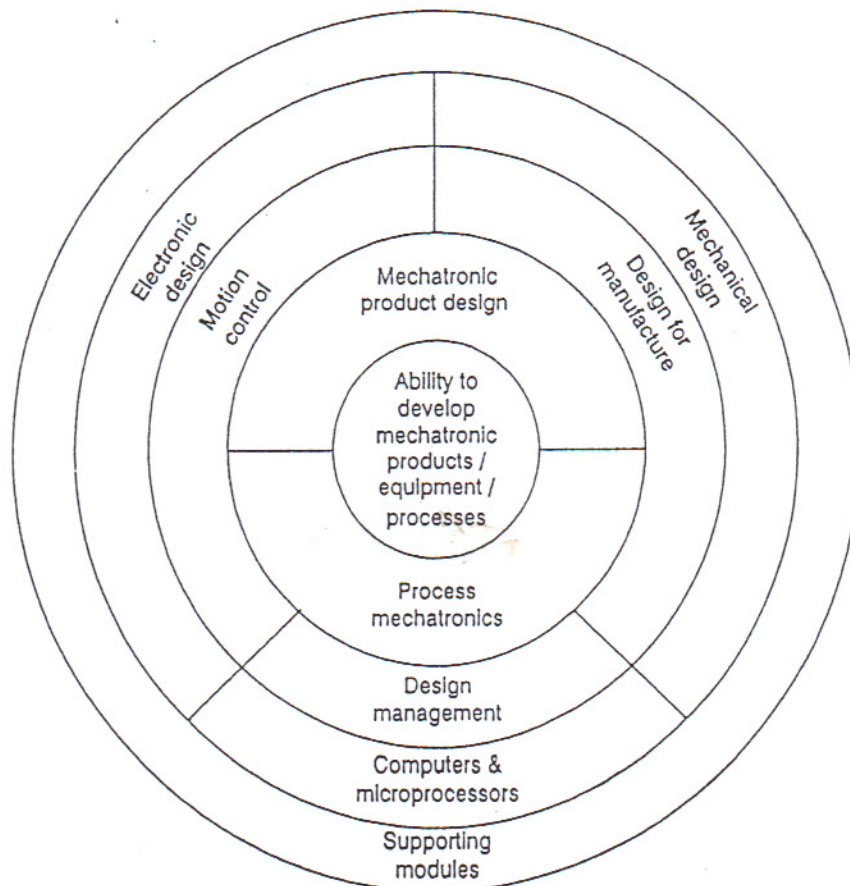 Electronic
design
Motion
control
Mechatronic
product design
Design for
manufacture
Mechanical
design
Ability to
develop
mechatronic
products /
equipment /
processes
Process
mechatronics
Design
management
Computers &
microprocessors
Supporting
modules